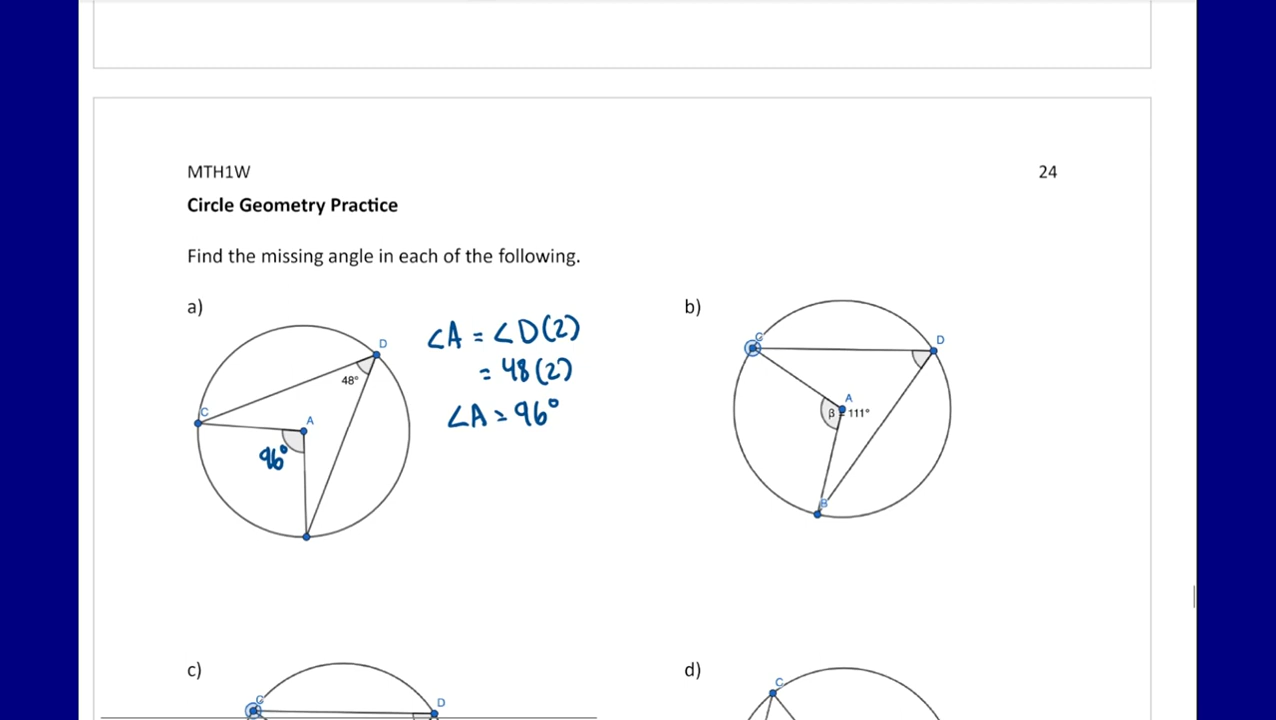 MTH1W 24
Circle Geometry Practice
Find the missing angle in each of the following.
a)
D
48°
C
A
96°
∠A = ∠D(2)
= 48(2)
∠A = 96°
b)
C
D
A
β = 111°
B
c)
C
D
d)
C